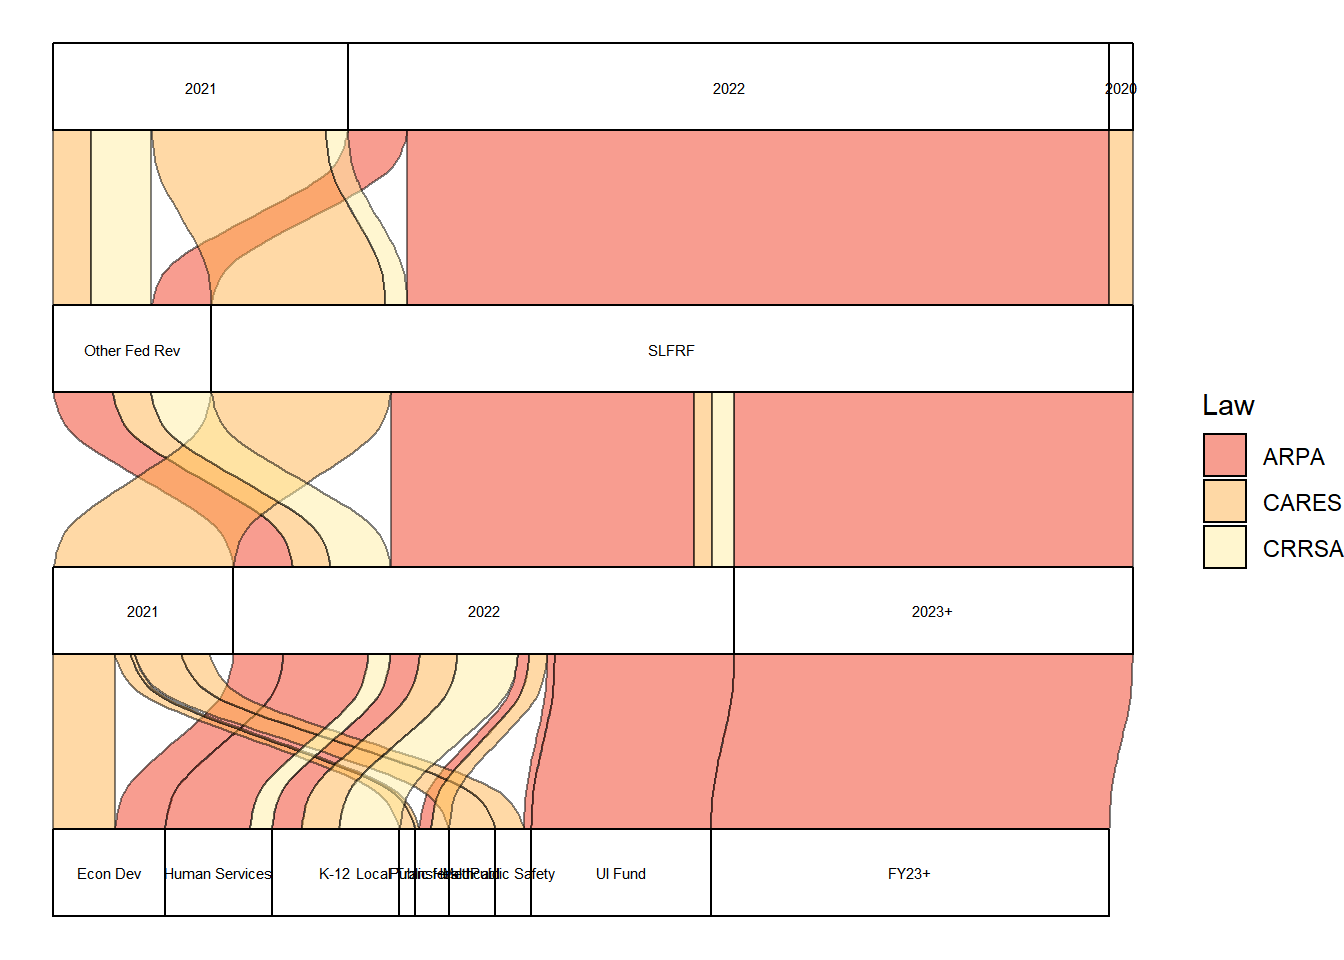 2021
2022
2020
Other Fed Rev
SLFRF
Law
ARPA
CARES
CRRSA
2021
2022
2023+
Econ Dev
Human Services
K-12
Local
Public Safety
UI Fund
FY23+